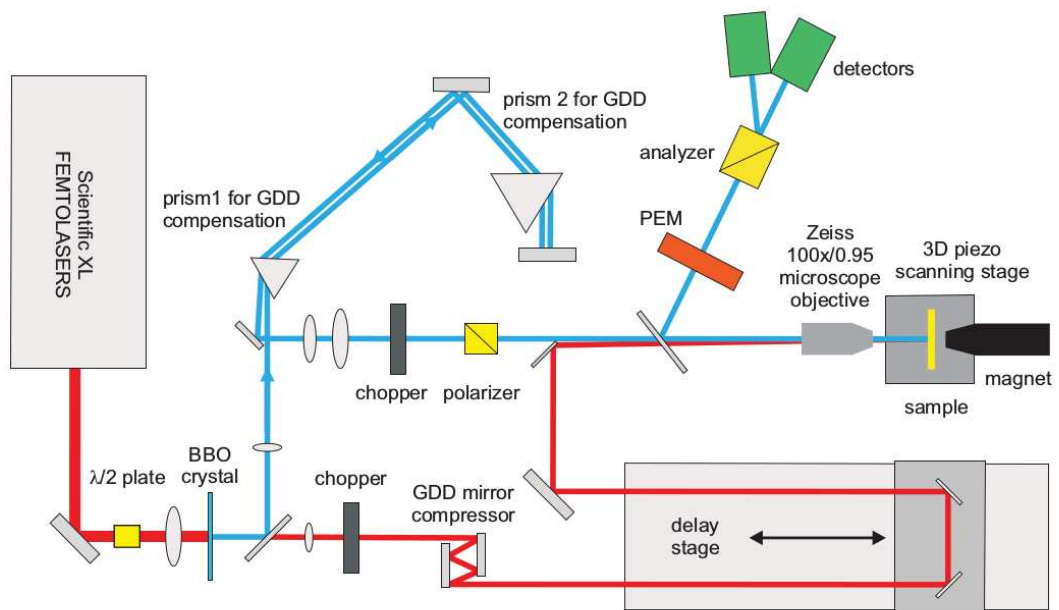 Scientific XL
FEMTOLASERS
prism 2 for GDD
compensation
detectors
analyzer
prism1 for GDD
compensation
PEM
Zeiss
100x/0.95
microscope
objective
3D piezo
scanning stage
chopper
polarizer
magnet
sample
λ/2 plate
BBO
crystal
chopper
GDD mirror
compressor
delay
stage